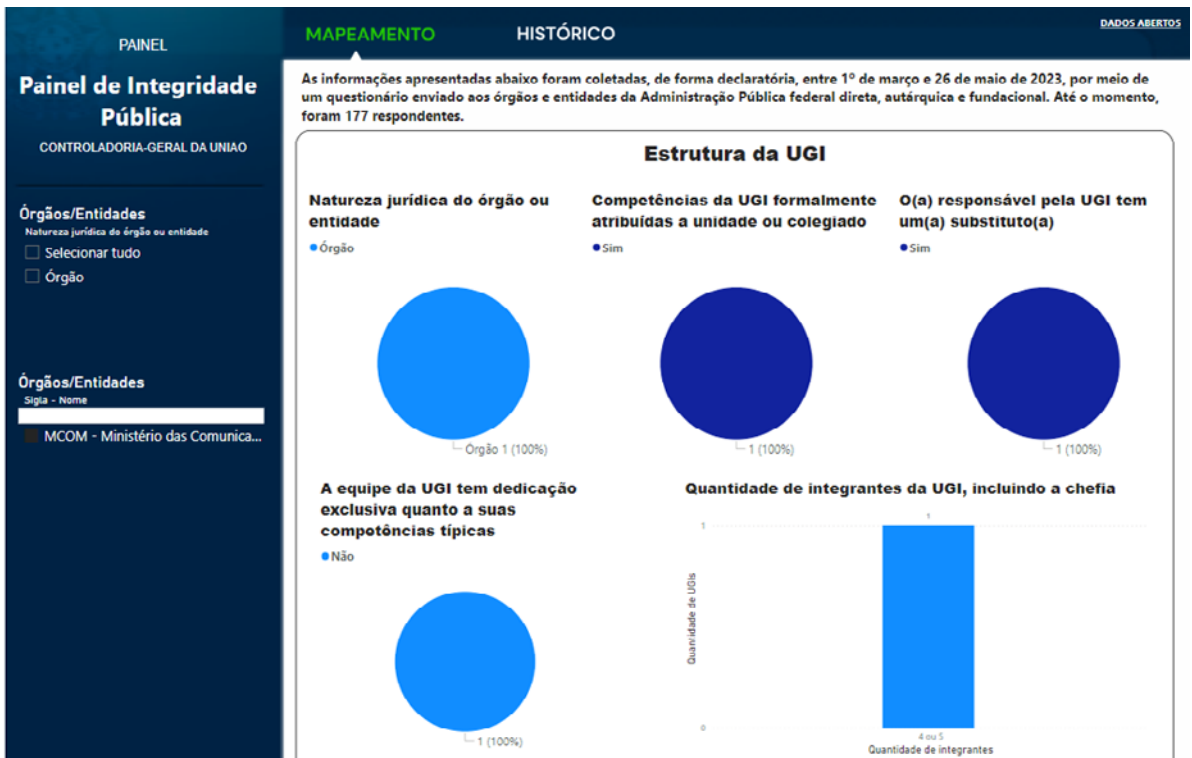 PAINEL
Painel de Integridade
Pública
CONTROLADORIA-GERAL DA UNIAO
Órgãos/Entidades
Natureza jurídica do órgão ou entidade
Selecionar tudo
Órgão
Órgãos/Entidades
Sigla - Nome
MCOM - Ministério das Comunica...
MAPEAMENTO
HISTÓRICO
DADOS ABERTOS
As informações apresentadas abaixo foram coletadas, de forma declaratória, entre 1º de março e 26 de maio de 2023, por meio de
um questionário enviado aos órgãos e entidades da Administração Pública federal direta, autárquica e fundacional. Até o momento,
foram 177 respondentes.
Estrutura da UGI
Natureza jurídica do órgão ou
entidade
Órgão
Órgão 1 (100%)
Competências da UGI formalmente
atribuídas a unidade ou colegiado
Sim
1 (100%)
O(a) responsável pela UGI tem
um(a) substituto(a)
Sim
1 (100%)
A equipe da UGI tem dedicação
exclusiva quanto a suas
competências típicas
Não
1 (100%)
Quantidade de integrantes da UGI, incluindo a chefia
1
1
Quantidade de UGIs
0
4 ou 5
Quantidade de integrantes